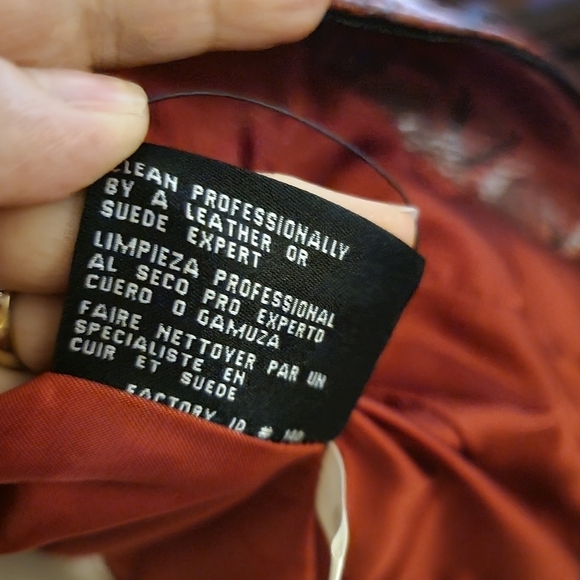 CLEAN PROFESSIONALLY
BY A LEATHER OR
SUEDE EXPERT
LIMPIEZA PROFESSIONAL
AL SECO PRO EXPERTO
CUERO O GAMUZA
FAIRE NETTOYER PAR UN
SPECIALISTE EN
CUIR ET SUEDE
FACTORY ID #